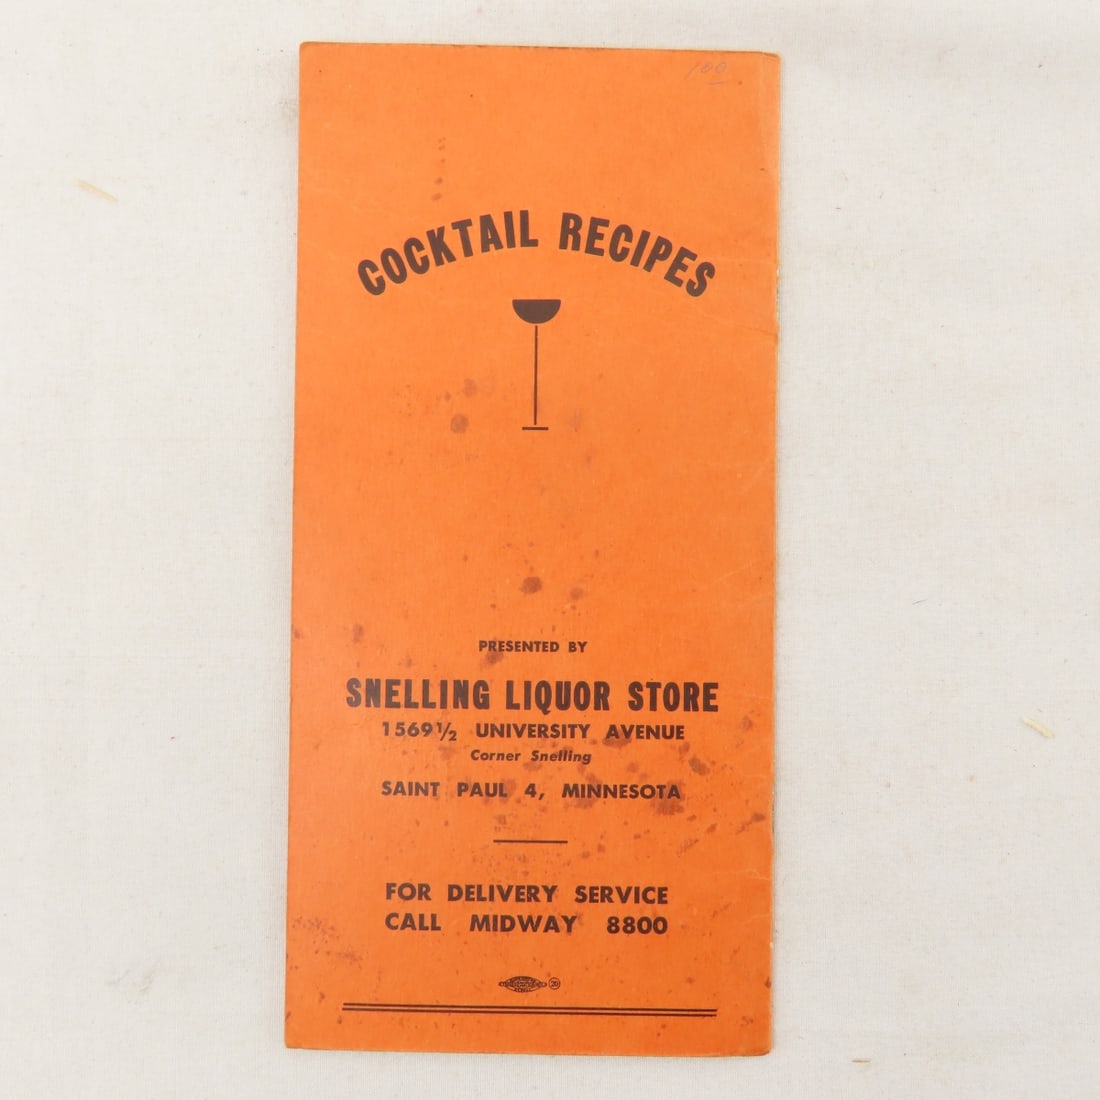 100
COCKTAIL RECIPES
PRESENTED BY
SNELLING LIQUOR STORE
1569½ UNIVERSITY AVENUE
Corner Snelling
SAINT PAUL 4, MINNESOTA
FOR DELIVERY SERVICE
CALL MIDWAY 8800
20